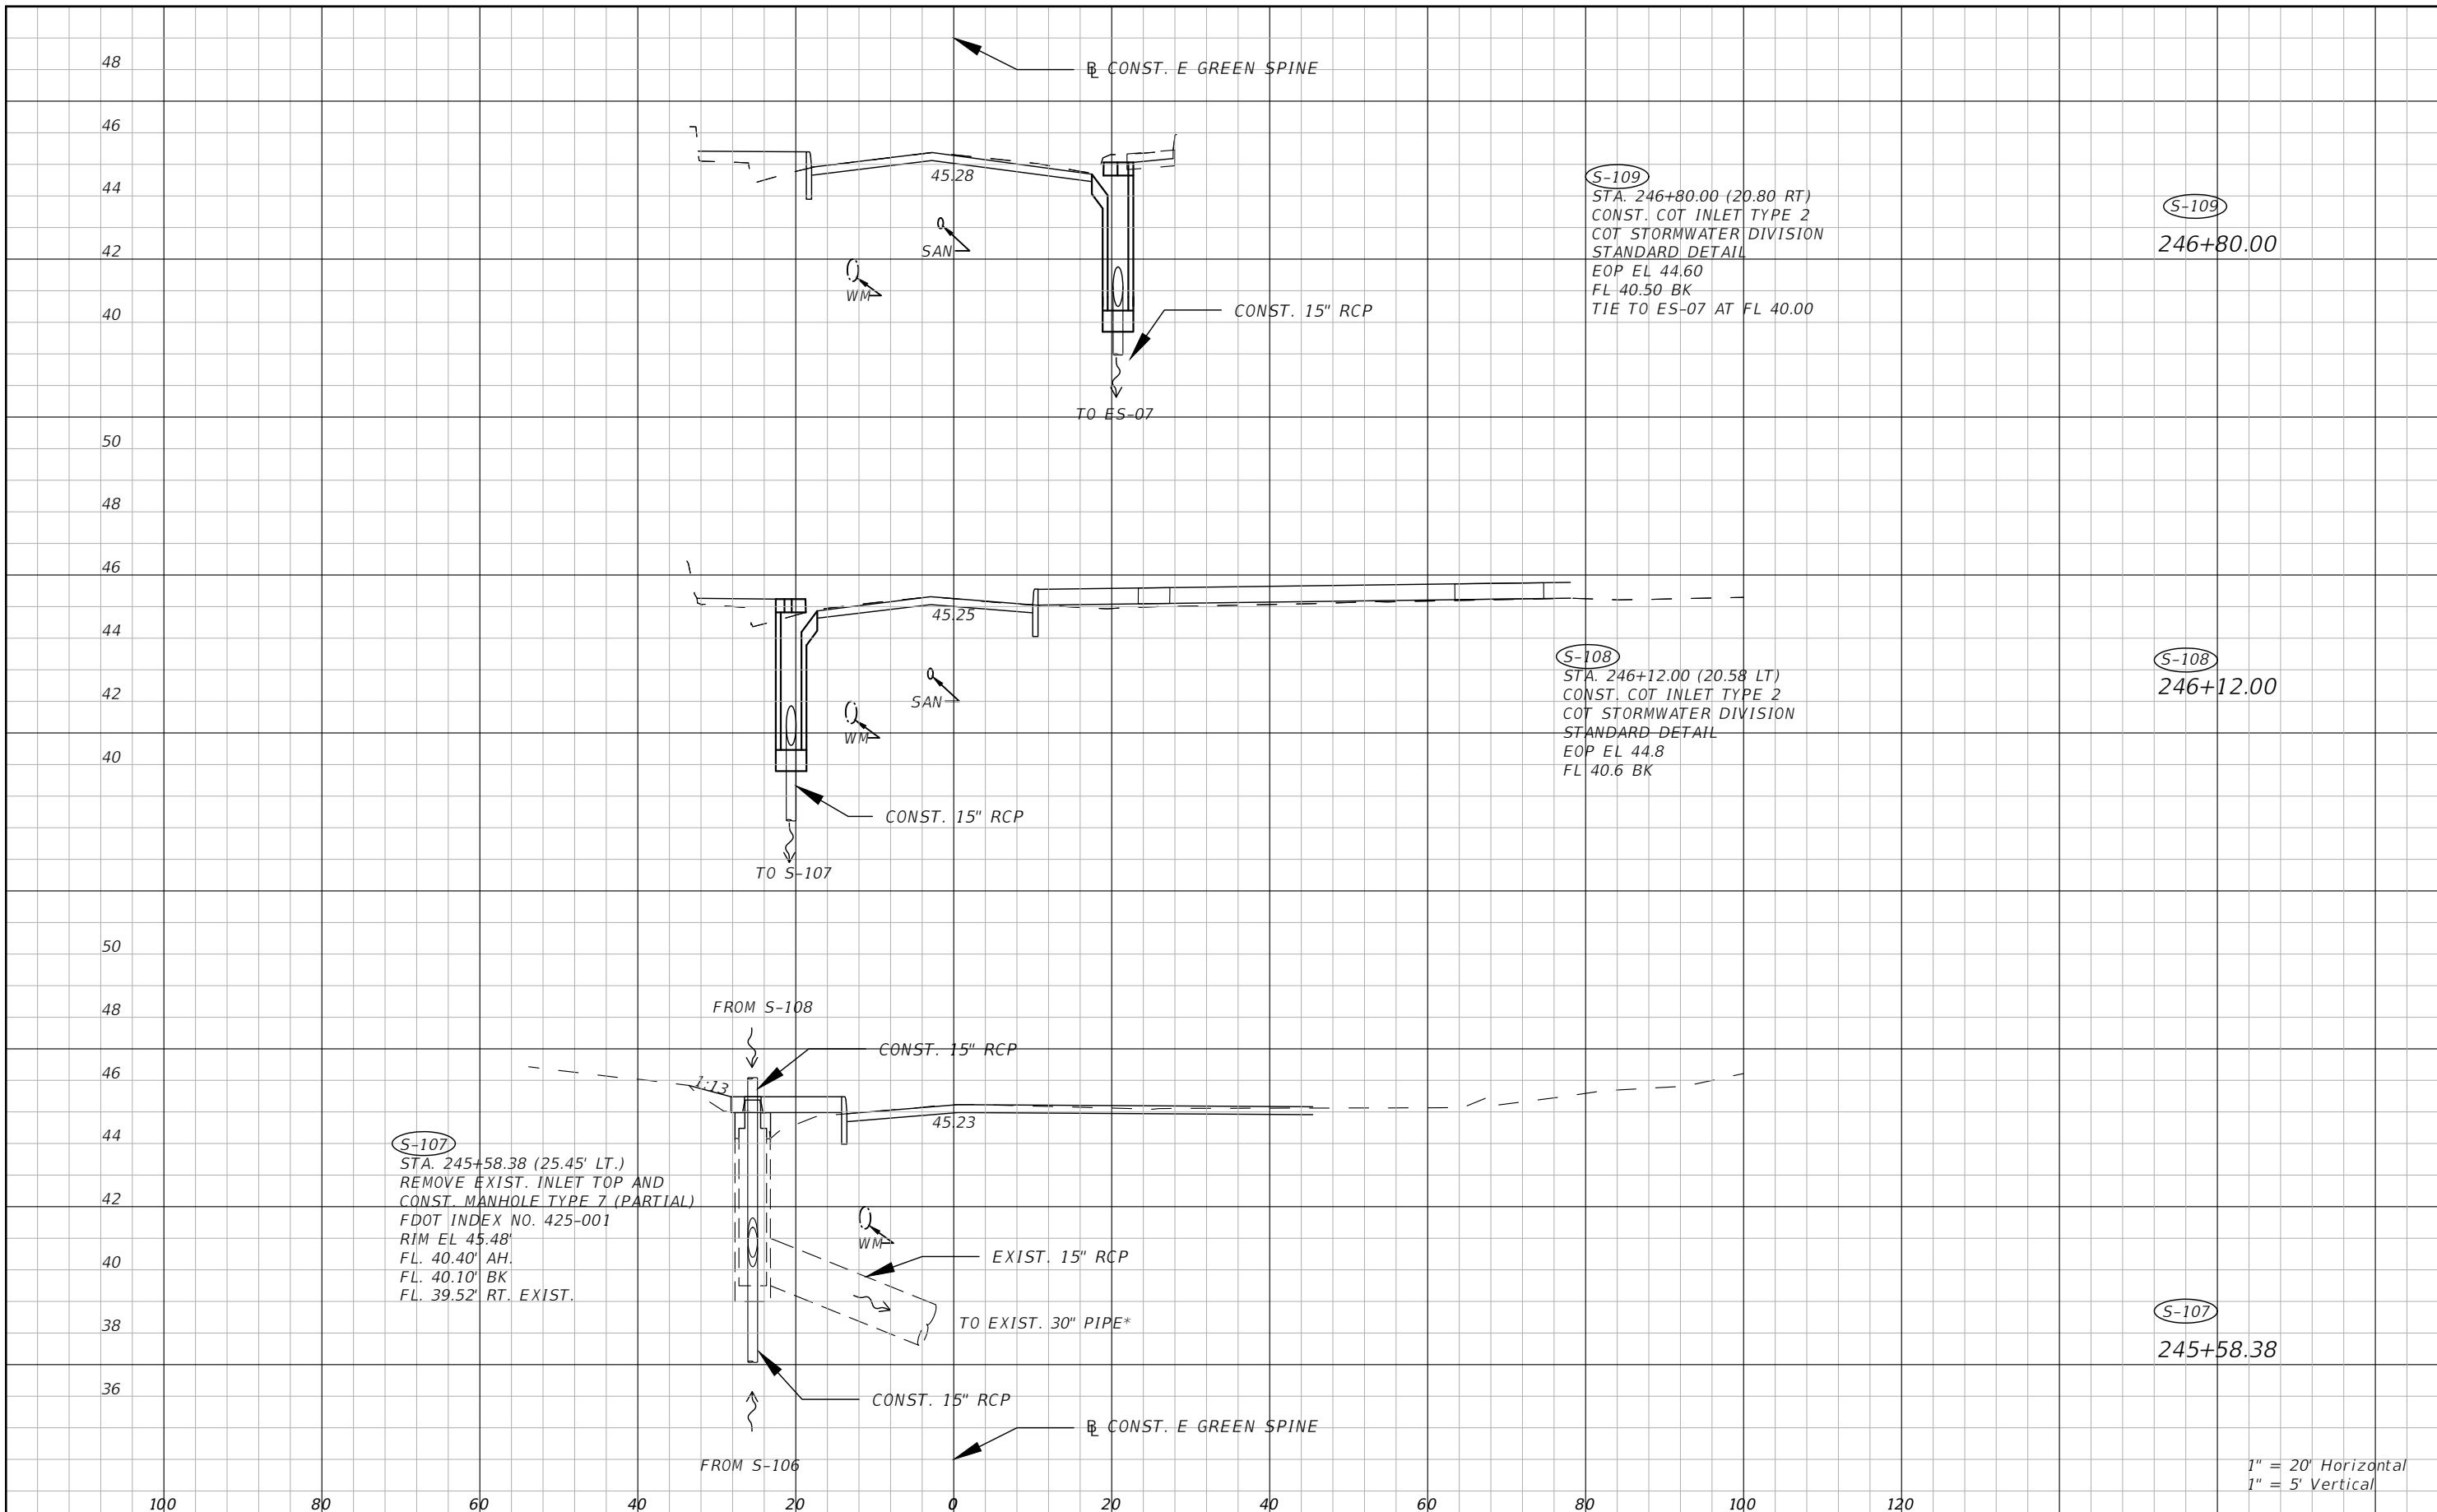 48
46
44
42
40
℄ CONST. E GREEN SPINE
45.28
SAN
WM
CONST. 15" RCP
TO ES-07
S-109
STA. 246+80.00 (20.80 RT)
CONST. COT INLET TYPE 2
COT STORMWATER DIVISION
STANDARD DETAIL
EOP EL 44.60
FL 40.50 BK
TIE TO ES-07 AT FL 40.00
S-109
246+80.00
50
48
46
44
42
40
45.25
SAN
WM
CONST. 15" RCP
TO S-107
S-108
STA. 246+12.00 (20.58 LT)
CONST. COT INLET TYPE 2
COT STORMWATER DIVISION
STANDARD DETAIL
EOP EL 44.8
FL 40.6 BK
S-108
246+12.00
50
48
46
44
42
40
38
36
FROM S-108
CONST. 15" RCP
1:13
45.23
S-107
STA. 245+58.38 (25.45' LT.)
REMOVE EXIST. INLET TOP AND
CONST. MANHOLE TYPE 7 (PARTIAL)
FDOT INDEX NO. 425-001
RIM EL 45.48'
FL. 40.40' AH.
FL. 40.10' BK
FL. 39.52' RT. EXIST.
WM
EXIST. 15" RCP
TO EXIST. 30" PIPE*
CONST. 15" RCP
℄ CONST. E GREEN SPINE
FROM S-106
S-107
245+58.38
1" = 20' Horizontal
1" = 5' Vertical
100 80 60 40 20 0 20 40 60 80 100 120